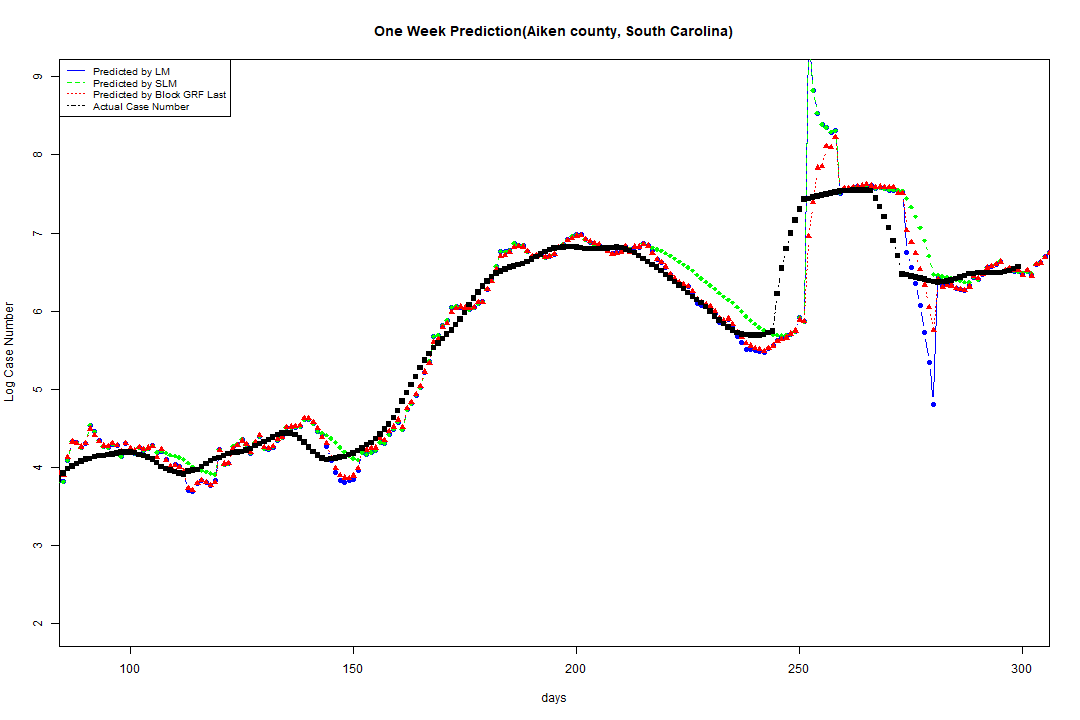 One Week Prediction(Aiken county, South Carolina)
Predicted by LM
Predicted by SLM
Predicted by Block GRF Last
Actual Case Number
9
8
7
6
5
4
3
2
Log Case Number
100 150 200 250 300
days